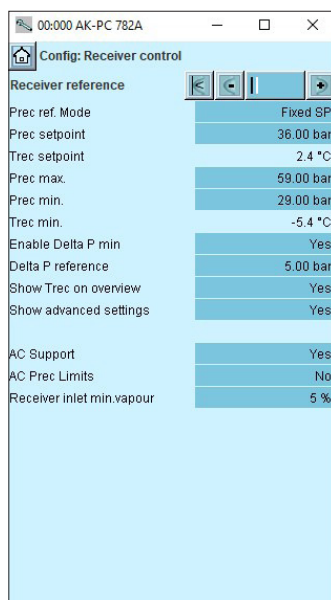 00:000 AK-PC 782A
Config: Receiver control
Receiver reference
Prec ref. Mode Fixed SP
Prec setpoint 36.00 bar
Trec setpoint 2.4 °C
Prec max. 59.00 bar
Prec min. 29.00 bar
Trec min. -5.4 °C
Enable Delta P min Yes
Delta P reference 5.00 bar
Show Trec on overview Yes
Show advanced settings Yes
AC Support Yes
AC Prec Limits No
Receiver inlet min.vapour 5 %